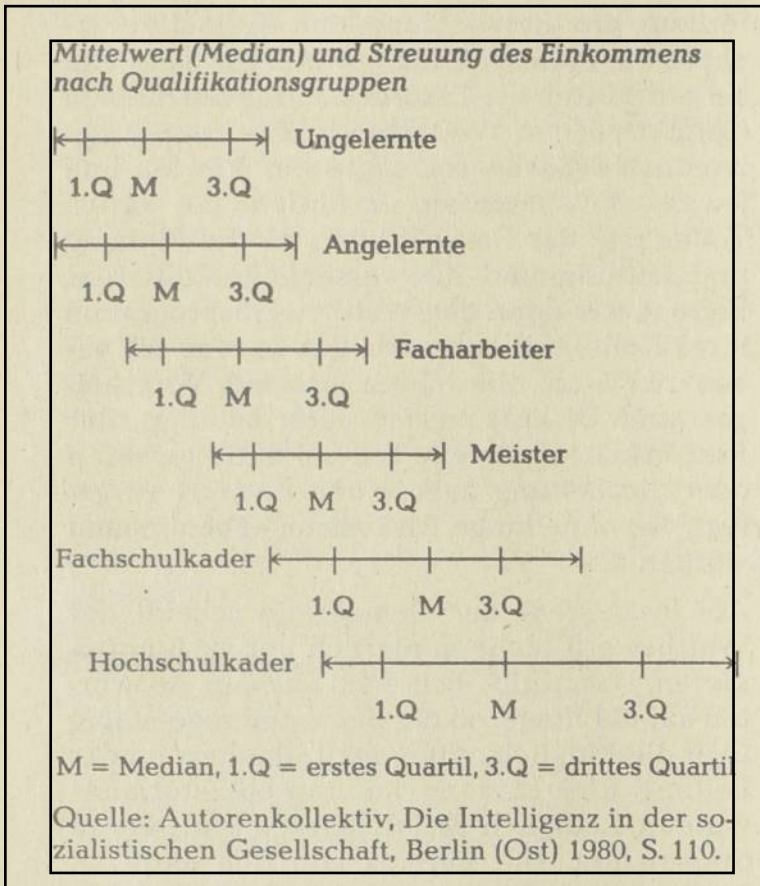 Mittelwert (Median) und Streuung des Einkommens
nach Qualifikationsgruppen
Ungelernte
1.Q M 3.Q
Angelernte
1.Q M 3.Q
Facharbeiter
1.Q M 3.Q
Meister
1.Q M 3.Q
Fachschulkader
1.Q M 3.Q
Hochschulkader
1.Q M 3.Q
M = Median, 1.Q = erstes Quartil, 3.Q = drittes Quartil
Quelle: Autorenkollektiv, Die Intelligenz in der so-
zialistischen Gesellschaft, Berlin (Ost) 1980, S. 110.